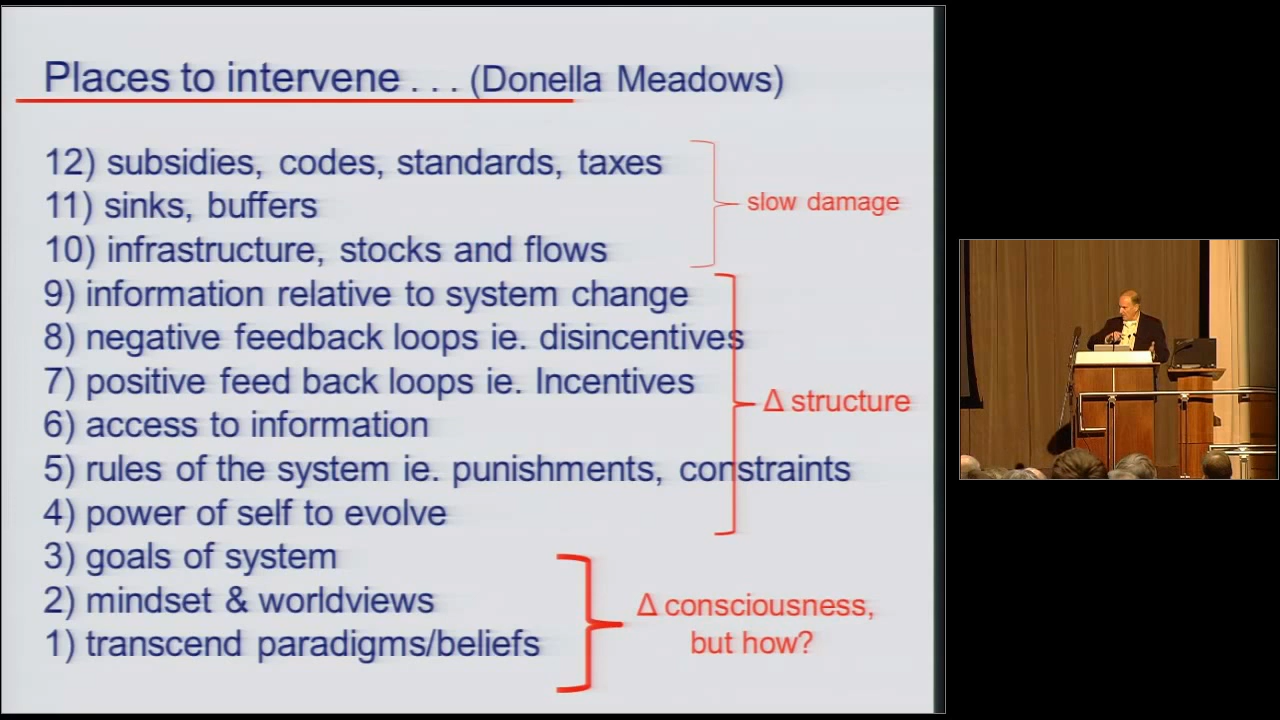 Places to intervene . . . (Donella Meadows)
12) subsidies, codes, standards, taxes
11) sinks, buffers
slow damage
10) infrastructure, stocks and flows
9) information relative to system change
8) negative feedback loops ie. disincentives
7) positive feed back loops ie. Incentives
Δ structure
6) access to information
5) rules of the system ie. punishments, constraints
4) power of self to evolve
3) goals of system
2) mindset & worldviews
Δ consciousness,
but how?
1) transcend paradigms/beliefs